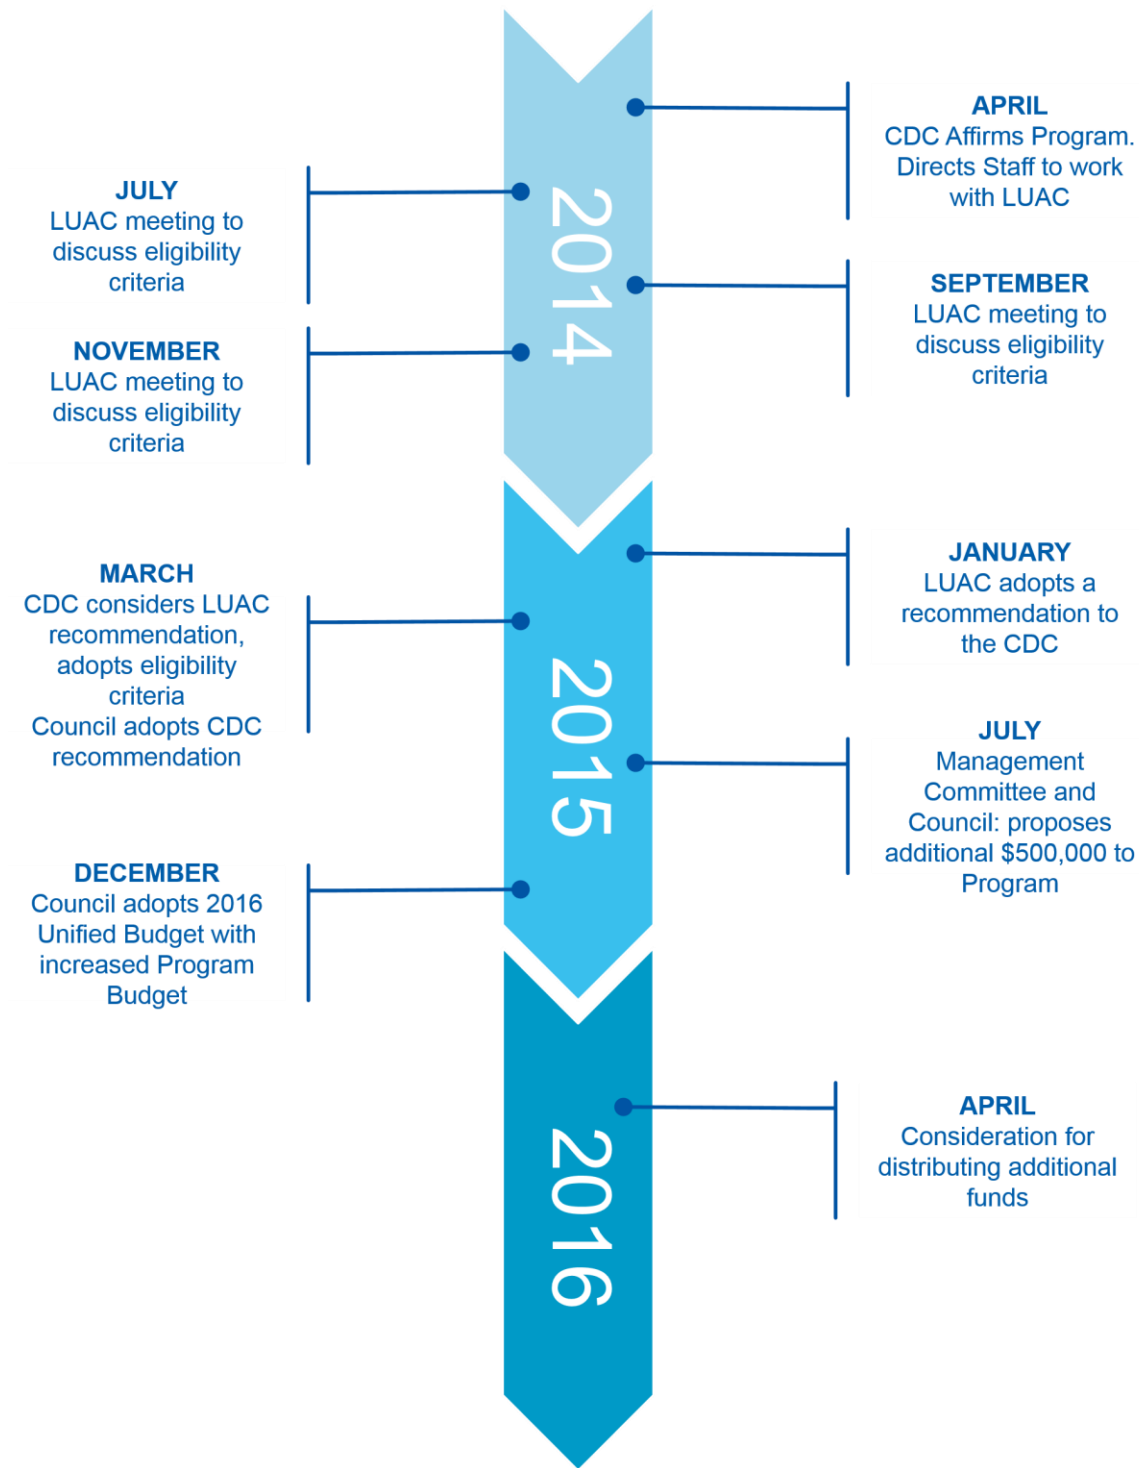 2014
APRIL
CDC Affirms Program.
Directs Staff to work
with LUAC
JULY
LUAC meeting to
discuss eligibility
criteria
SEPTEMBER
LUAC meeting to
discuss eligibility
criteria
NOVEMBER
LUAC meeting to
discuss eligibility
criteria
2015
JANUARY
LUAC adopts a
recommendation to
the CDC
MARCH
CDC considers LUAC
recommendation,
adopts eligibility
criteria
Council adopts CDC
recommendation
JULY
Management
Committee and
Council: proposes
additional $500,000 to
Program
DECEMBER
Council adopts 2016
Unified Budget with
increased Program
Budget
2016
APRIL
Consideration for
distributing additional
funds